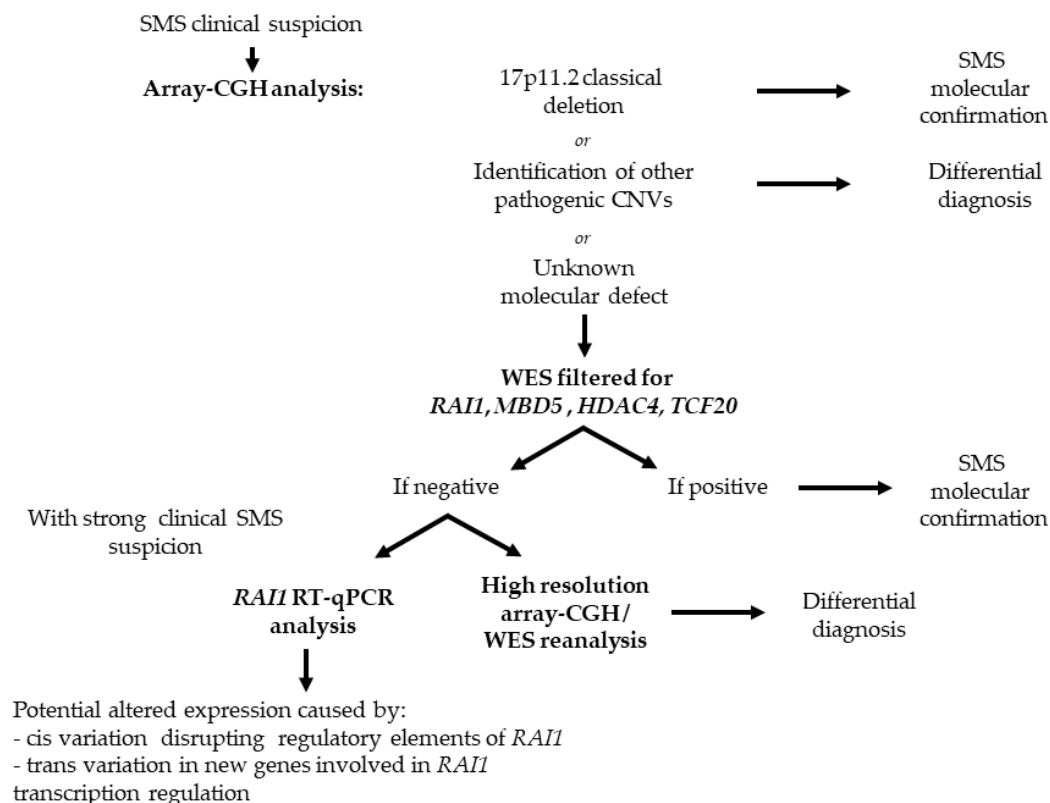 SMS clinical suspicion
Array-CGH analysis:
17p11.2 classical
deletion
SMS
molecular
confirmation
or
Identification of other
pathogenic CNVs
Differential
diagnosis
or
Unknown
molecular defect
WES filtered for
RAI1, MBD5 , HDAC4, TCF20
If negative
If positive
SMS
molecular
confirmation
With strong clinical SMS
suspicion
RAI1 RT-qPCR
analysis
High resolution
array-CGH/
WES reanalysis
Differential
diagnosis
Potential altered expression caused by:
- cis variation disrupting regulatory elements of RAI1
- trans variation in new genes involved in RAI1
transcription regulation